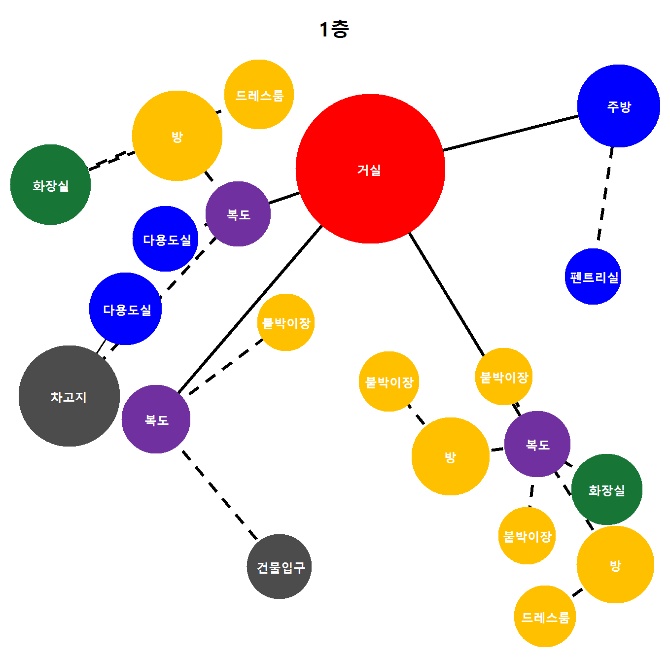 1층
드레스룸
주방
방
거실
화장실
복도
다용도실
펜트리실
다용도실
붙박이장
붙박이장
붙박이장
차고지
복도
복도
방
화장실
붙박이장
건물입구
방
드레스룸